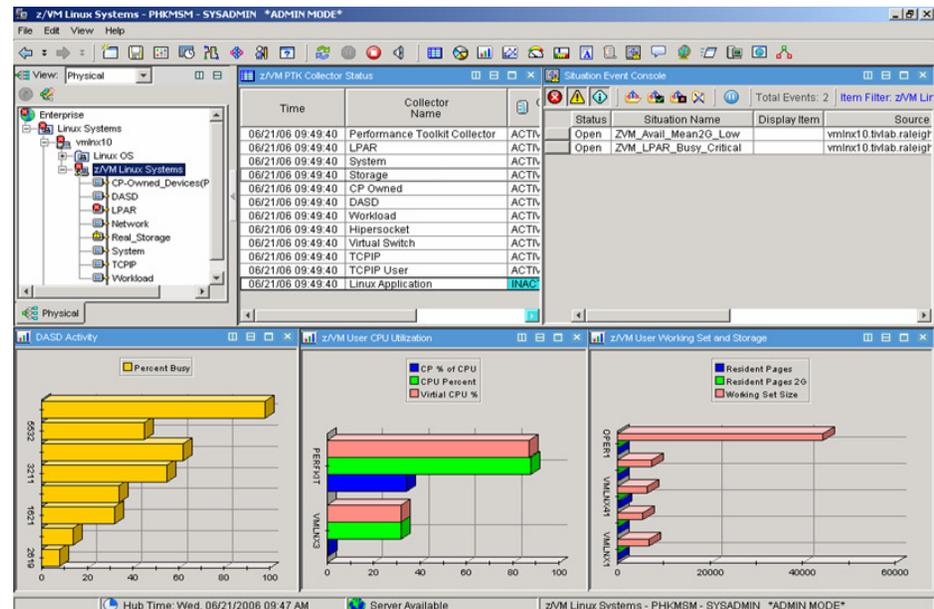 z/VM Linux Systems - PHKMSM - SYSADMIN *ADMIN MODE*
File Edit View Help
View: Physical
Enterprise
Linux Systems
vmlnx10
Linux OS
z/VM Linux Systems
CP-Owned_Devices(P
DASD
LPAR
Network
Real_Storage
System
TCPIP
Workload
Physical
z/VM PTK Collector Status
Time Collector Name
06/21/06 09:49:40 Performance Toolkit Collector ACTIV
06/21/06 09:49:40 LPAR ACTIV
06/21/06 09:49:40 System ACTIV
06/21/06 09:49:40 Storage ACTIV
06/21/06 09:49:40 CP Owned ACTIV
06/21/06 09:49:40 DASD ACTIV
06/21/06 09:49:40 Workload ACTIV
06/21/06 09:49:40 Hipersocket ACTIV
06/21/06 09:49:40 Virtual Switch ACTIV
06/21/06 09:49:40 TCPIP ACTIV
06/21/06 09:49:40 TCPIP User ACTIV
06/21/06 09:49:40 Linux Application INAC
Situation Event Console
Total Events: 2 Item Filter: z/VM Lin
Status Situation Name Display Item Source
Open ZVM_Avail_Mean2G_Low vmlnx10.tivlab.raleigh
Open ZVM_LPAR_Busy_Critical vmlnx10.tivlab.raleigh
DASD Activity
Percent Busy
5532
3211
1621
2619
0 20 40 60 80 100
z/VM User CPU Utilization
CP % of CPU
CPU Percent
Virtial CPU %
PERFKIT
VMLNX3
0 20 40 60 80 100
z/VM User Working Set and Storage
Resident Pages
Resident Pages 2G
Working Set Size
OPER1
VMLNX41
VMLNX1
0 20000 40000 60000
Hub Time: Wed, 06/21/2006 09:47 AM
Server Available
z/VM Linux Systems - PHKMSM - SYSADMIN *ADMIN MODE*